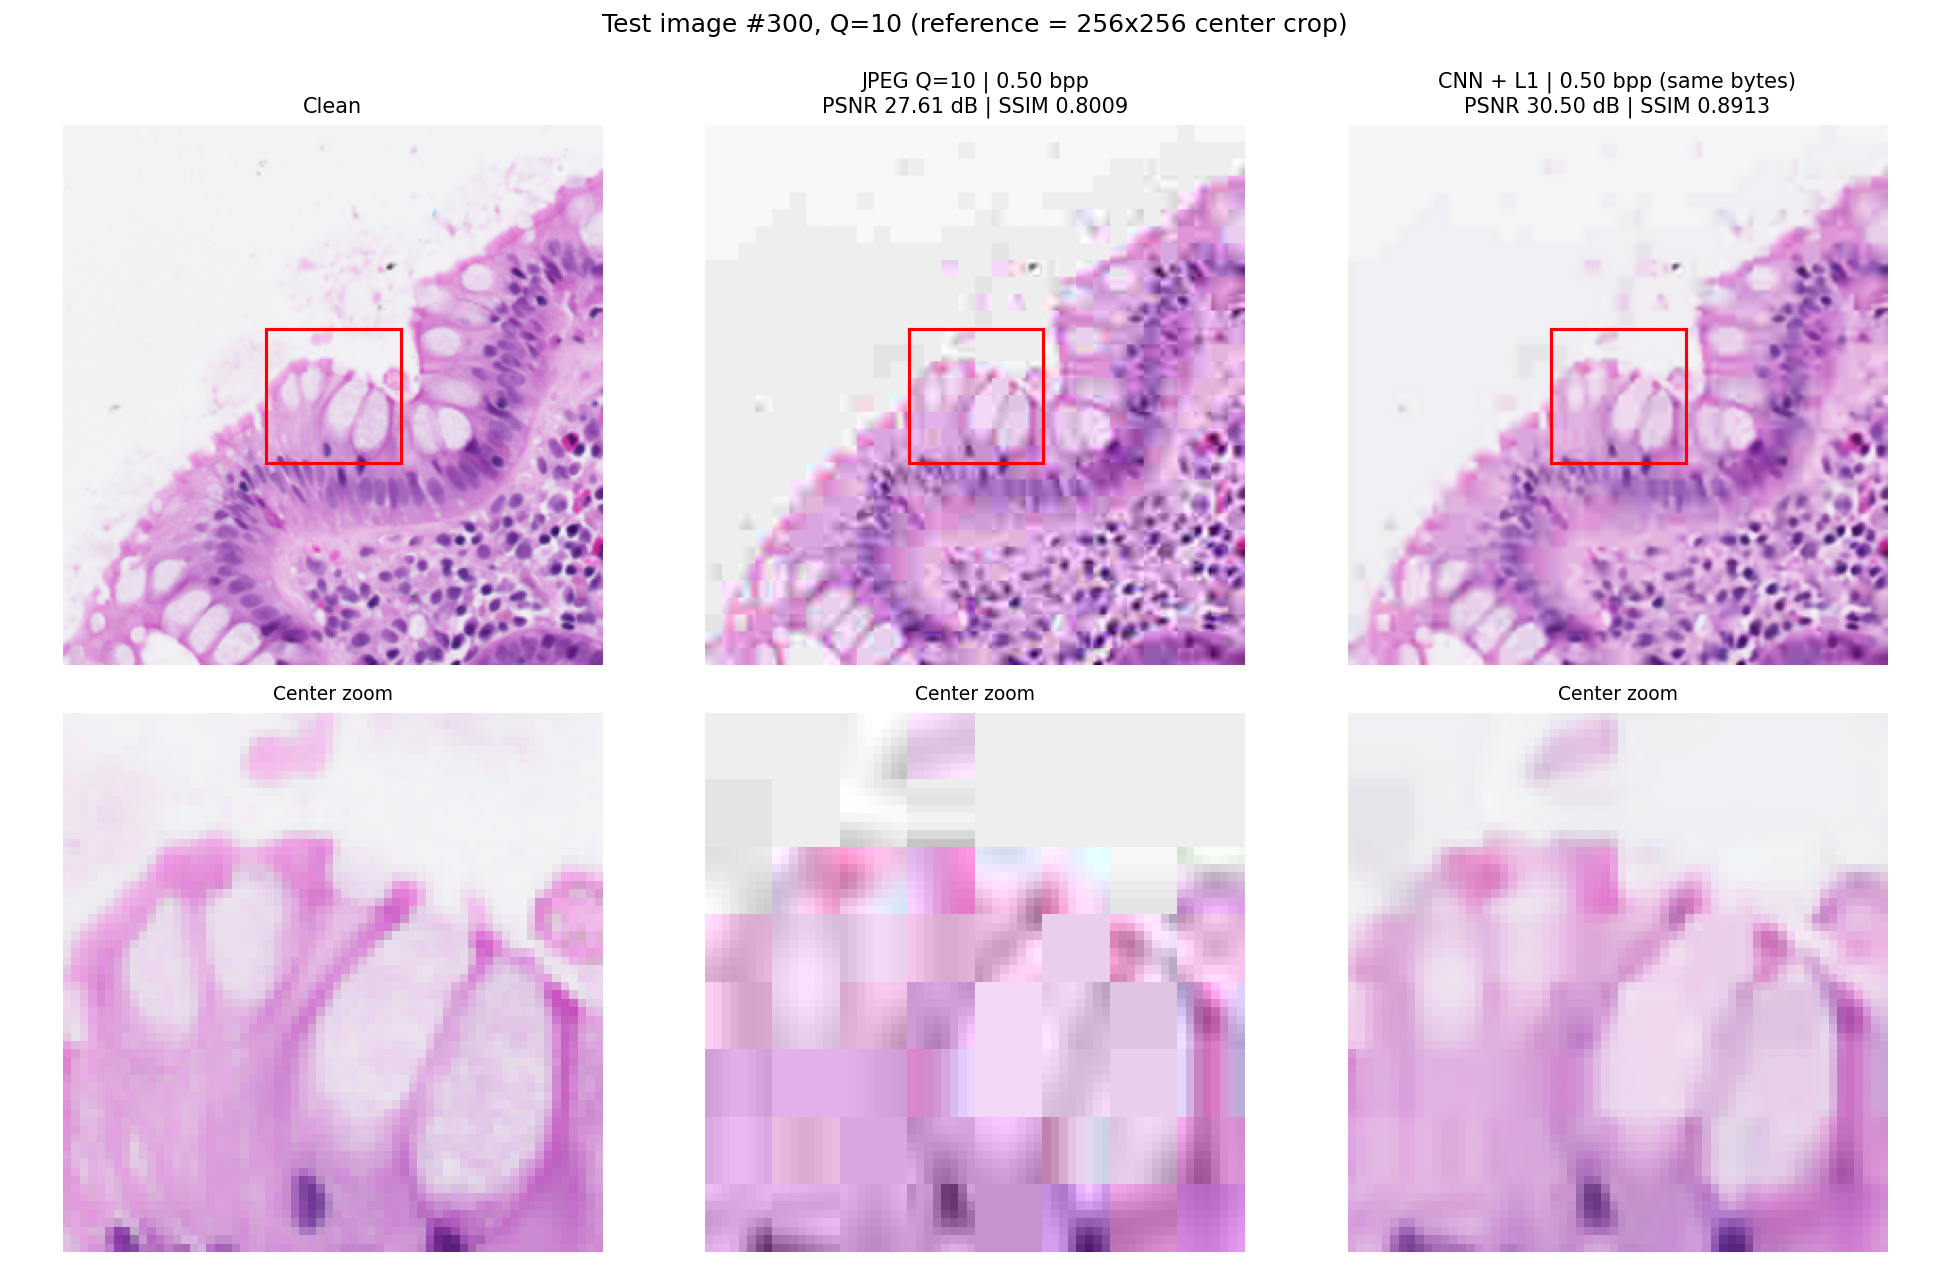 Test image #300, Q=10 (reference = 256x256 center crop)
Clean
JPEG Q=10 | 0.50 bpp
PSNR 27.61 dB | SSIM 0.8009
CNN + L1 | 0.50 bpp (same bytes)
PSNR 30.50 dB | SSIM 0.8913
Center zoom
Center zoom
Center zoom